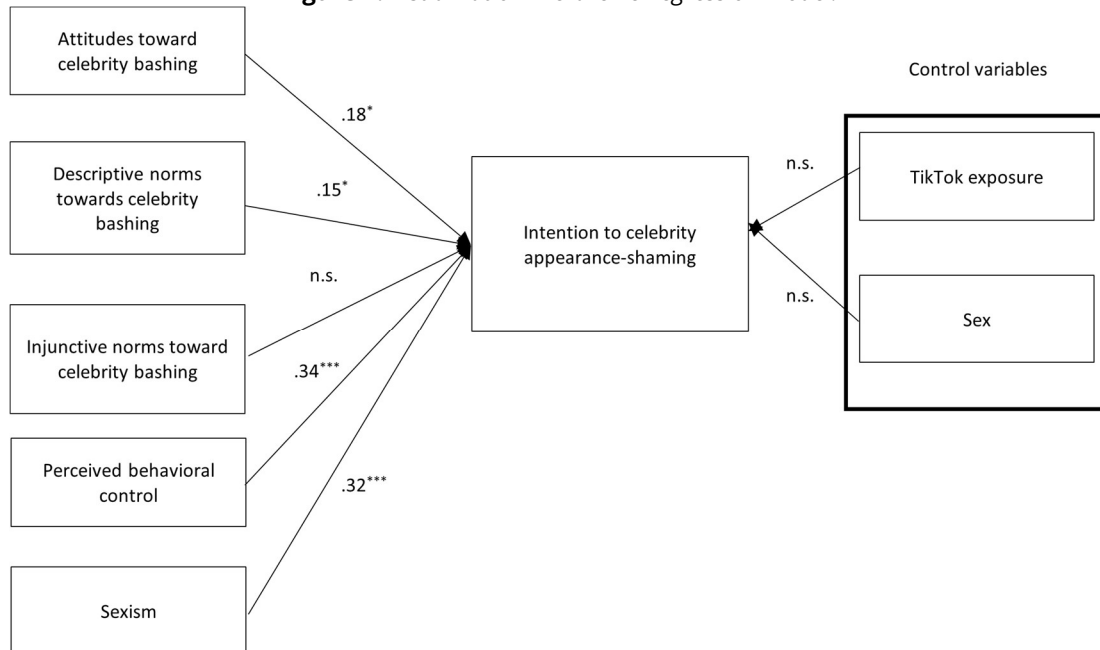 Attitudes toward
celebrity bashing
Control variables
.18*
Descriptive norms
towards celebrity
bashing
.15*
n.s.
TikTok exposure
Intention to celebrity
appearance-shaming
n.s.
n.s.
Sex
Injunctive norms toward
celebrity bashing
.34***
Perceived behavioral
control
.32***
Sexism